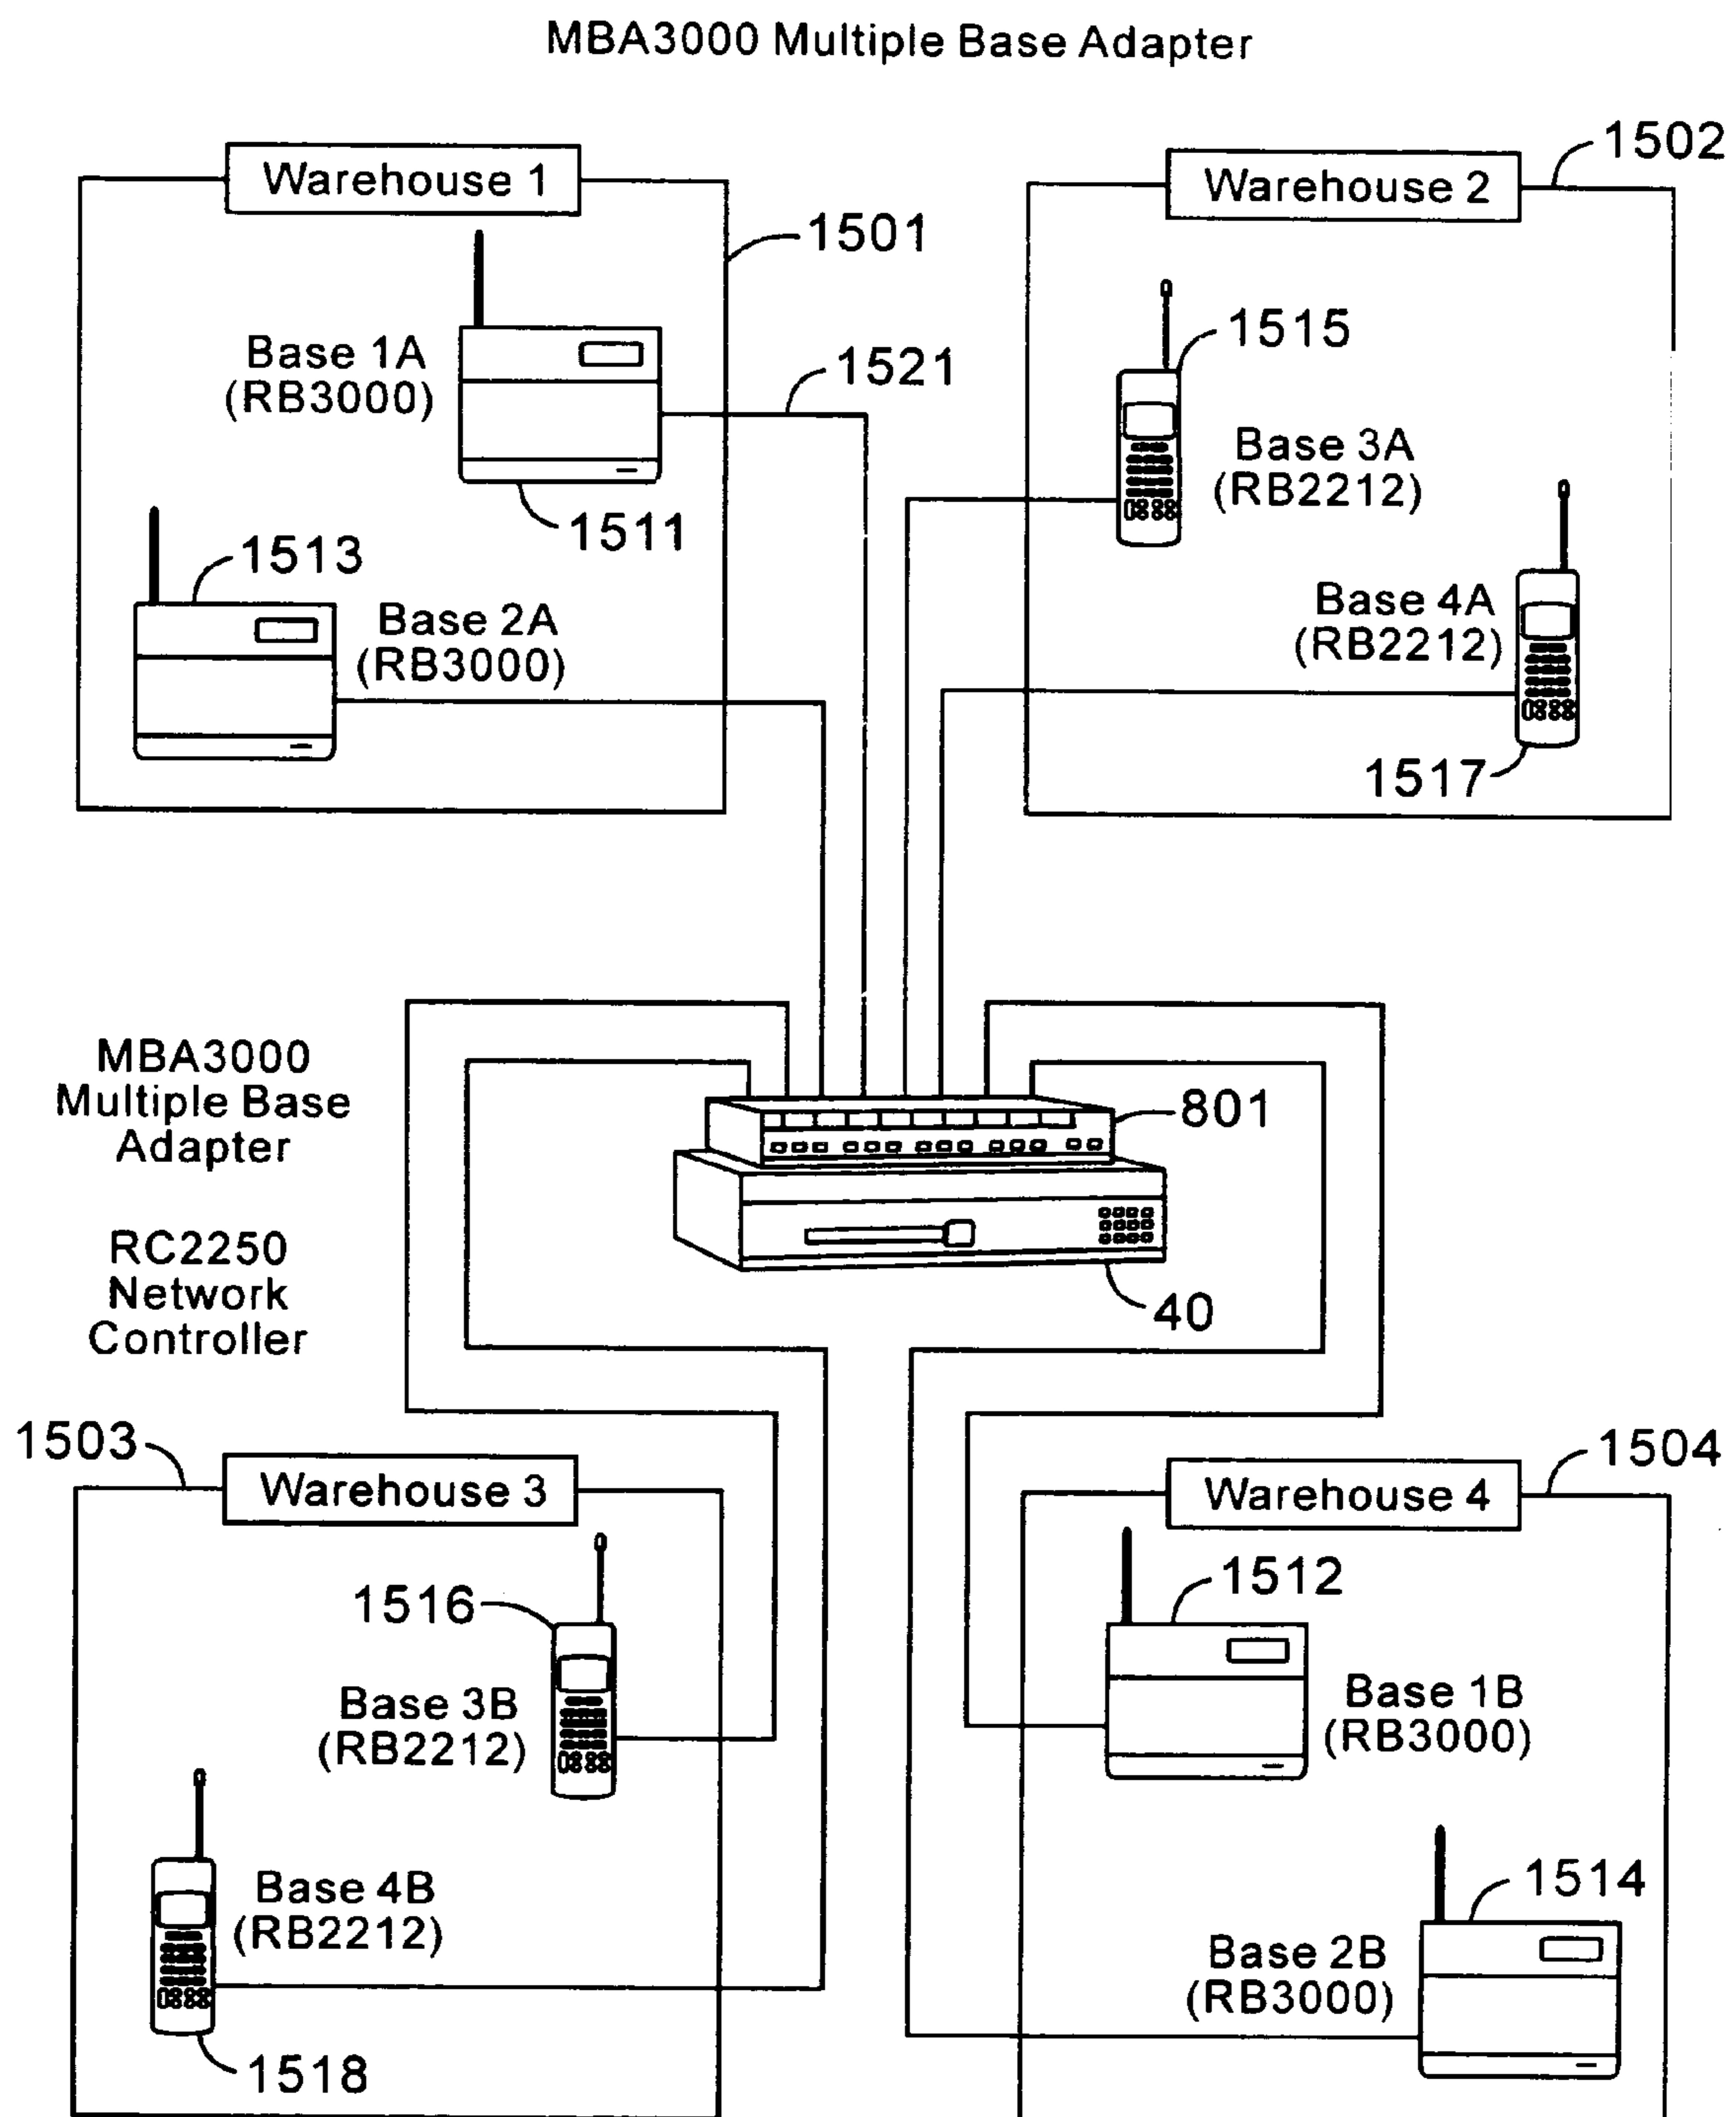 MBA3000 Multiple Base Adapter
Warehouse 1
1501
Base 1A
(RB3000)
1521
1511
1513
Base 2A
(RB3000)
Warehouse 2
1502
1515
Base 3A
(RB2212)
Base 4A
(RB2212)
1517
MBA3000
Multiple Base
Adapter
801
RC2250
Network
Controller
40
1503
Warehouse 3
1516
Base 3B
(RB2212)
Base 4B
(RB2212)
1518
Warehouse 4
1504
1512
Base 1B
(RB3000)
1514
Base 2B
(RB3000)